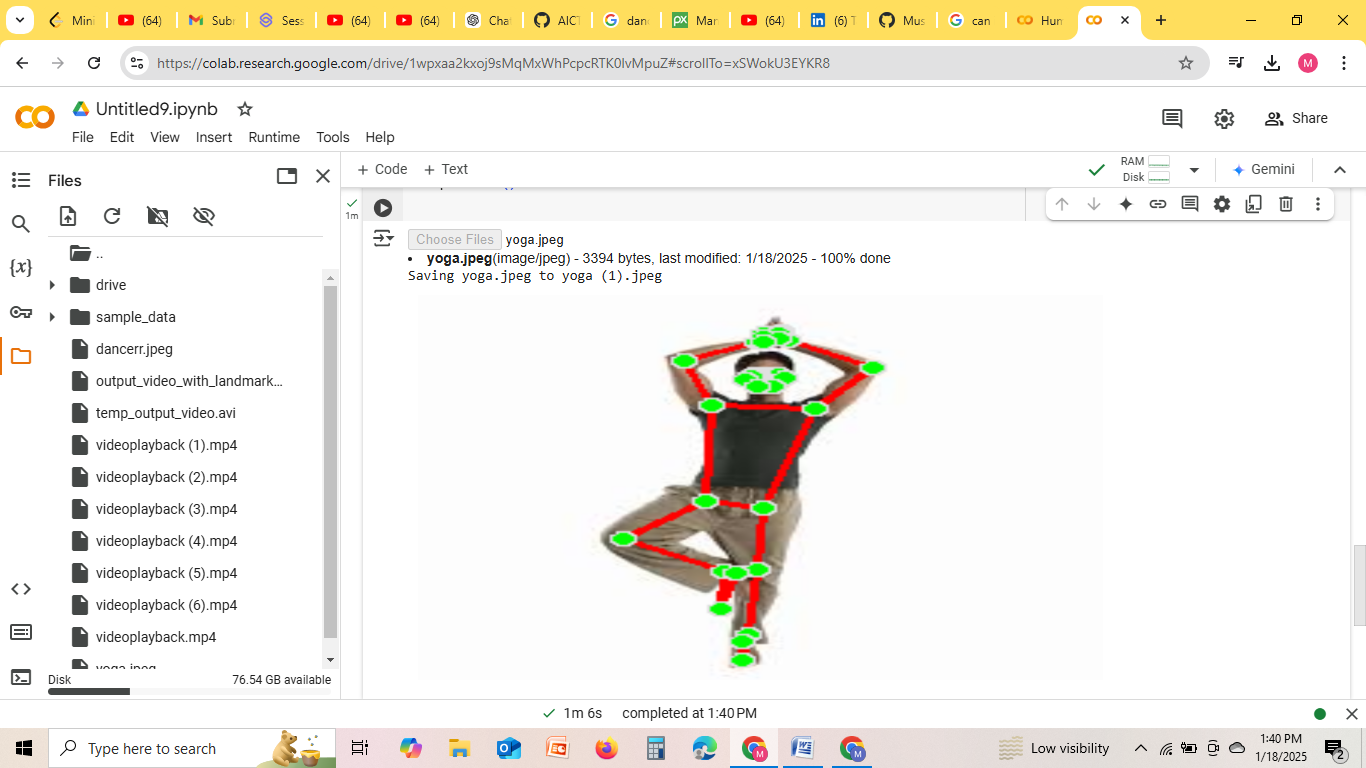 Mini
(64)
Subm
Sess
(64)
(64)
Chat
AICT
danc
Mar
(64)
(6) T
Mus
can
Hum
https://colab.research.google.com/drive/1wpxaa2kxoj9sMqMxWhPcpcRTK0lvMpuZ#scrollTo=xSWokU3EYKR8
M
Untitled9.ipynb
File Edit View Insert Runtime Tools Help
Share
Files
+ Code + Text
RAM
Disk
Gemini
1m
{x}
..
drive
sample_data
dancerr.jpeg
output_video_with_landmark...
temp_output_video.avi
videoplayback (1).mp4
videoplayback (2).mp4
videoplayback (3).mp4
videoplayback (4).mp4
videoplayback (5).mp4
videoplayback (6).mp4
videoplayback.mp4
yoga.jpeg
Disk 76.54 GB available
Choose Files yoga.jpeg
• yoga.jpeg(image/jpeg) - 3394 bytes, last modified: 1/18/2025 - 100% done
Saving yoga.jpeg to yoga (1).jpeg
1m 6s completed at 1:40 PM
Type here to search
Low visibility
1:40 PM
1/18/2025
2